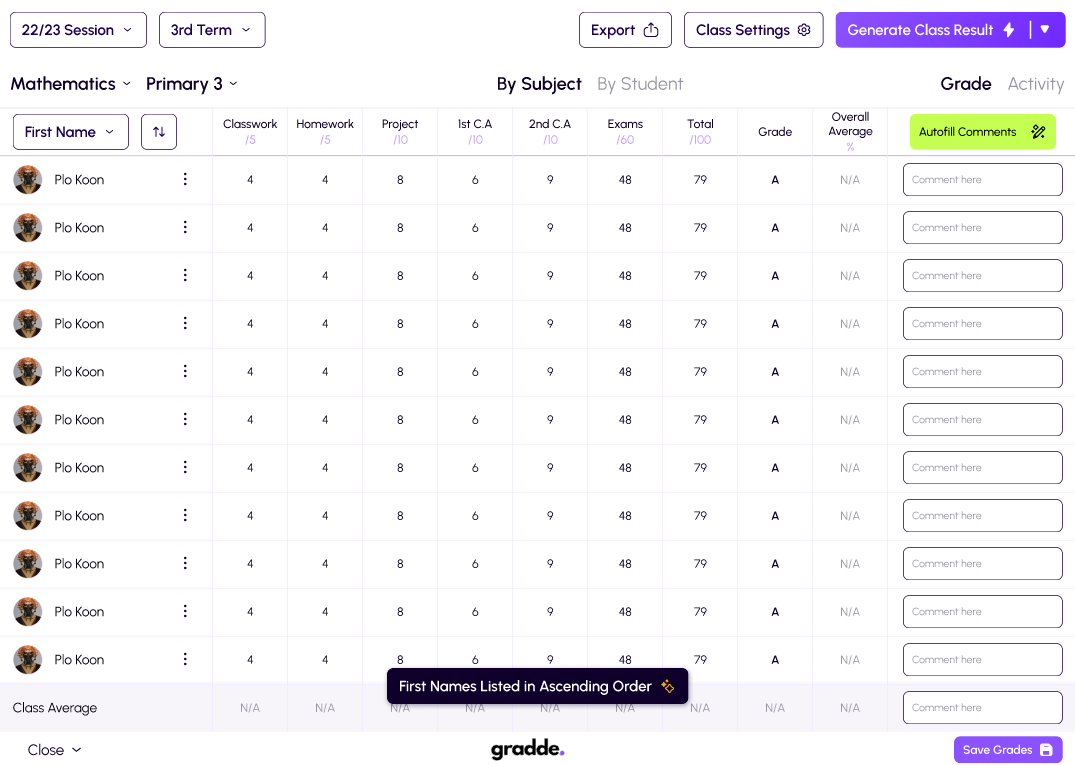 22/23 Session 3rd Term Export Class Settings Generate Class Result
Mathematics Primary 3 By Subject By Student Grade Activity
First Name Classwork /5 Homework /5 Project /10 1st C.A /10 2nd C.A /10 Exams /60 Total /100 Grade Overall Average % Autofill Comments
Plo Koon 4 4 8 6 9 48 79 A N/A Comment here
Plo Koon 4 4 8 6 9 48 79 A N/A Comment here
Plo Koon 4 4 8 6 9 48 79 A N/A Comment here
Plo Koon 4 4 8 6 9 48 79 A N/A Comment here
Plo Koon 4 4 8 6 9 48 79 A N/A Comment here
Plo Koon 4 4 8 6 9 48 79 A N/A Comment here
Plo Koon 4 4 8 6 9 48 79 A N/A Comment here
Plo Koon 4 4 8 6 9 48 79 A N/A Comment here
Plo Koon 4 4 8 6 9 48 79 A N/A Comment here
Plo Koon 4 4 8 6 9 48 79 A N/A Comment here
Plo Koon 4 4 8 6 9 48 79 A N/A Comment here
First Names Listed in Ascending Order
Class Average N/A N/A N/A N/A N/A N/A N/A N/A N/A Comment here
Close gradde. Save Grades